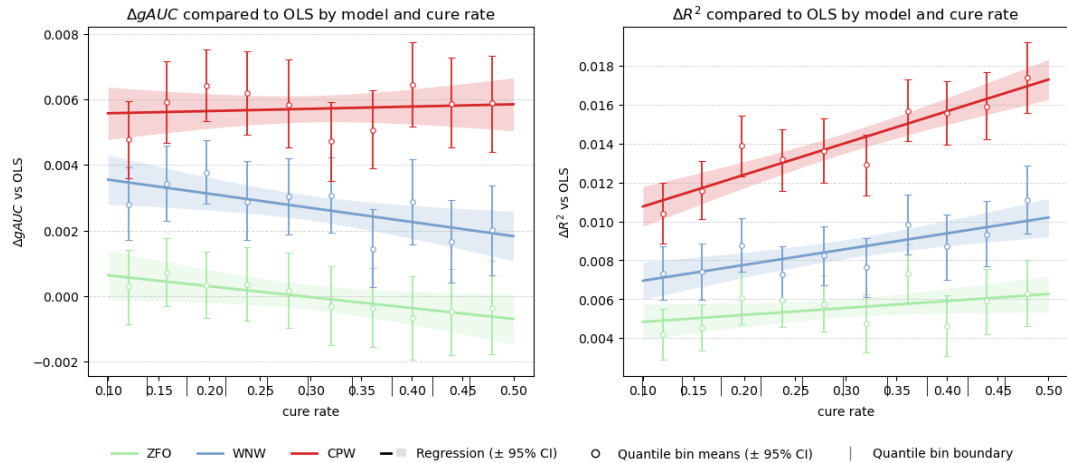 ΔgAUC compared to OLS by model and cure rate
ΔgAUC vs OLS
0.008
0.006
0.004
0.002
0.000
−0.002
0.10 0.15 0.20 0.25 0.30 0.35 0.40 0.45 0.50
cure rate
ΔR² compared to OLS by model and cure rate
ΔR² vs OLS
0.018
0.016
0.014
0.012
0.010
0.008
0.006
0.004
0.10 0.15 0.20 0.25 0.30 0.35 0.40 0.45 0.50
cure rate
ZFO WNW CPW Regression (± 95% CI) Quantile bin means (± 95% CI) Quantile bin boundary